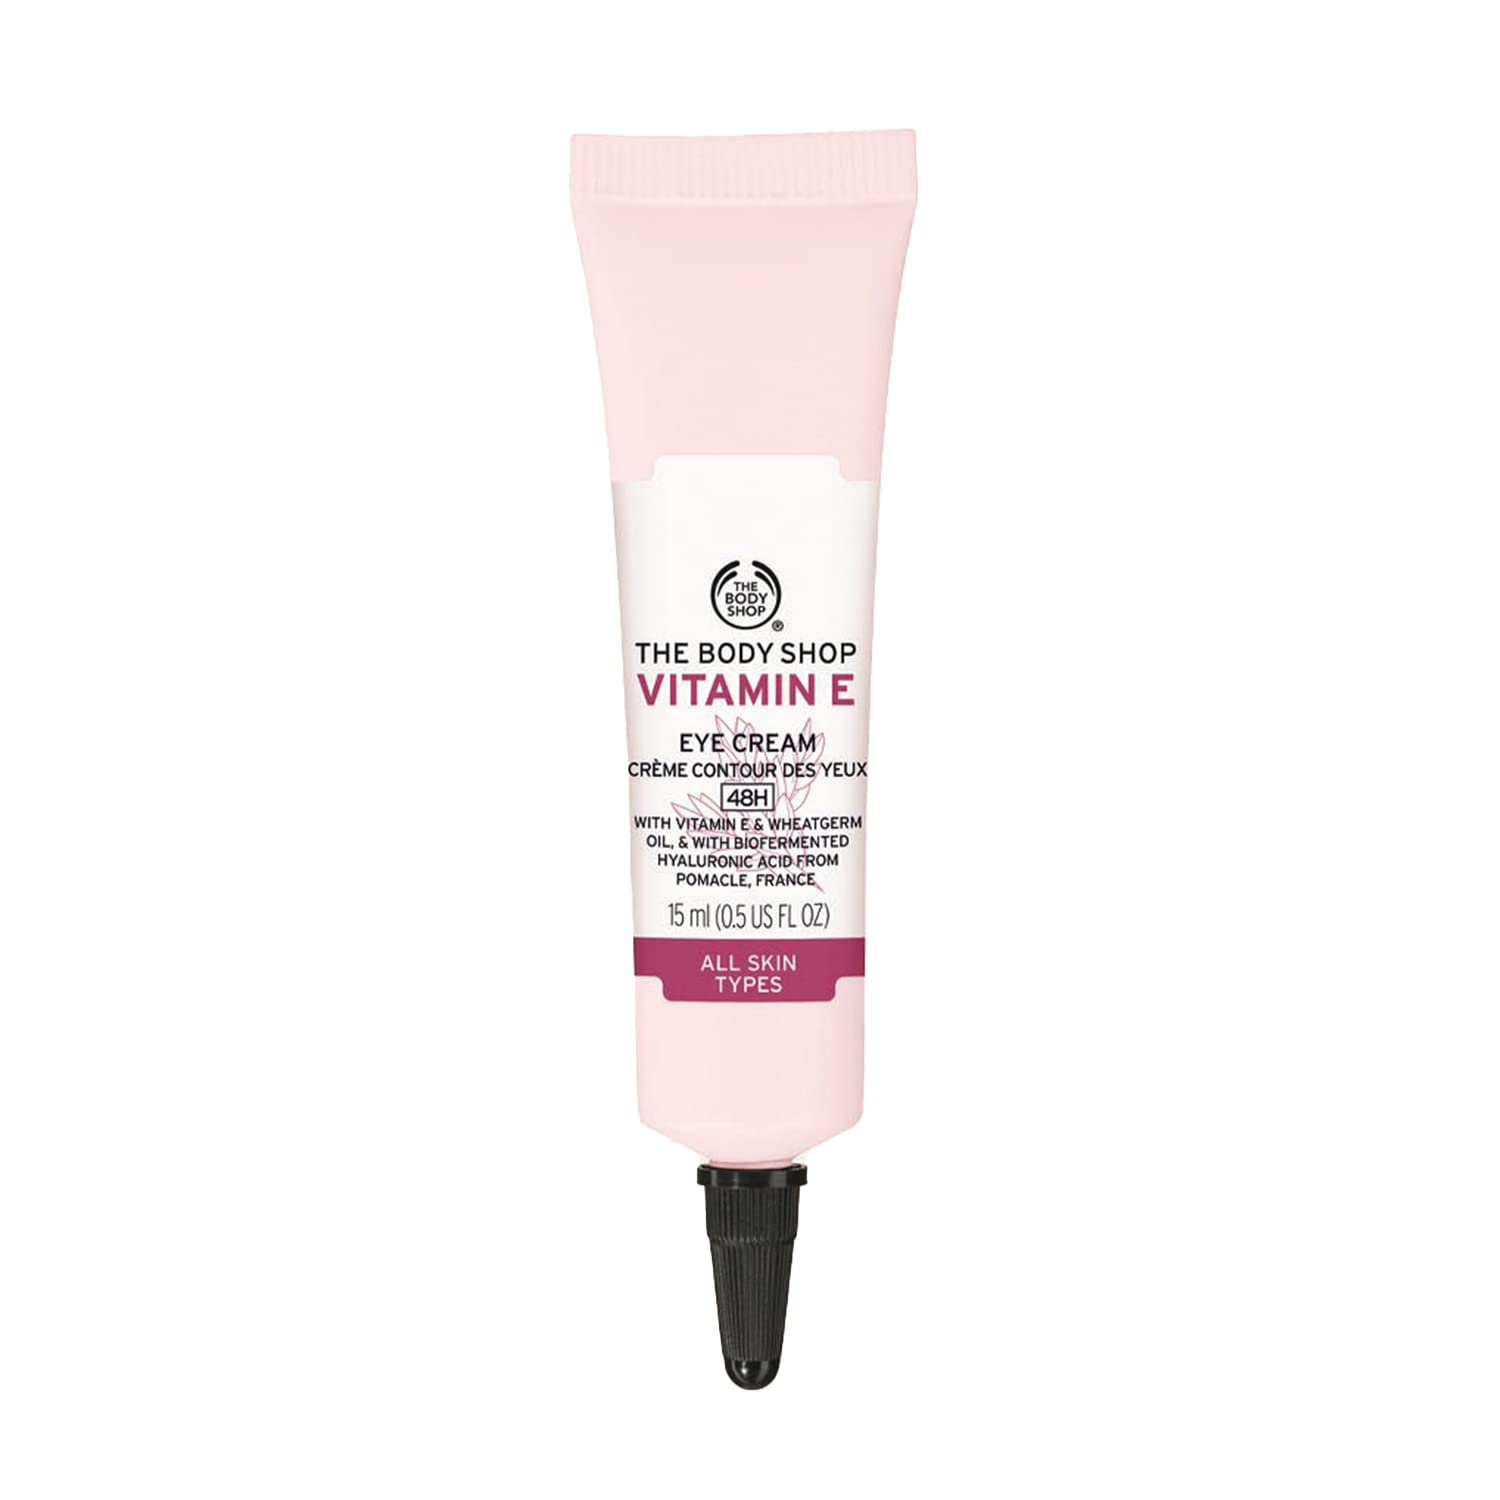 THE
BODY
SHOP
®
THE BODY SHOP
VITAMIN E
EYE CREAM
CRÈME CONTOUR DES YEUX
48H
WITH VITAMIN E & WHEATGERM
OIL, & WITH BIOFERMENTED
HYALURONIC ACID FROM
POMACLE, FRANCE
15 ml (0.5 US FL OZ)
ALL SKIN
TYPES